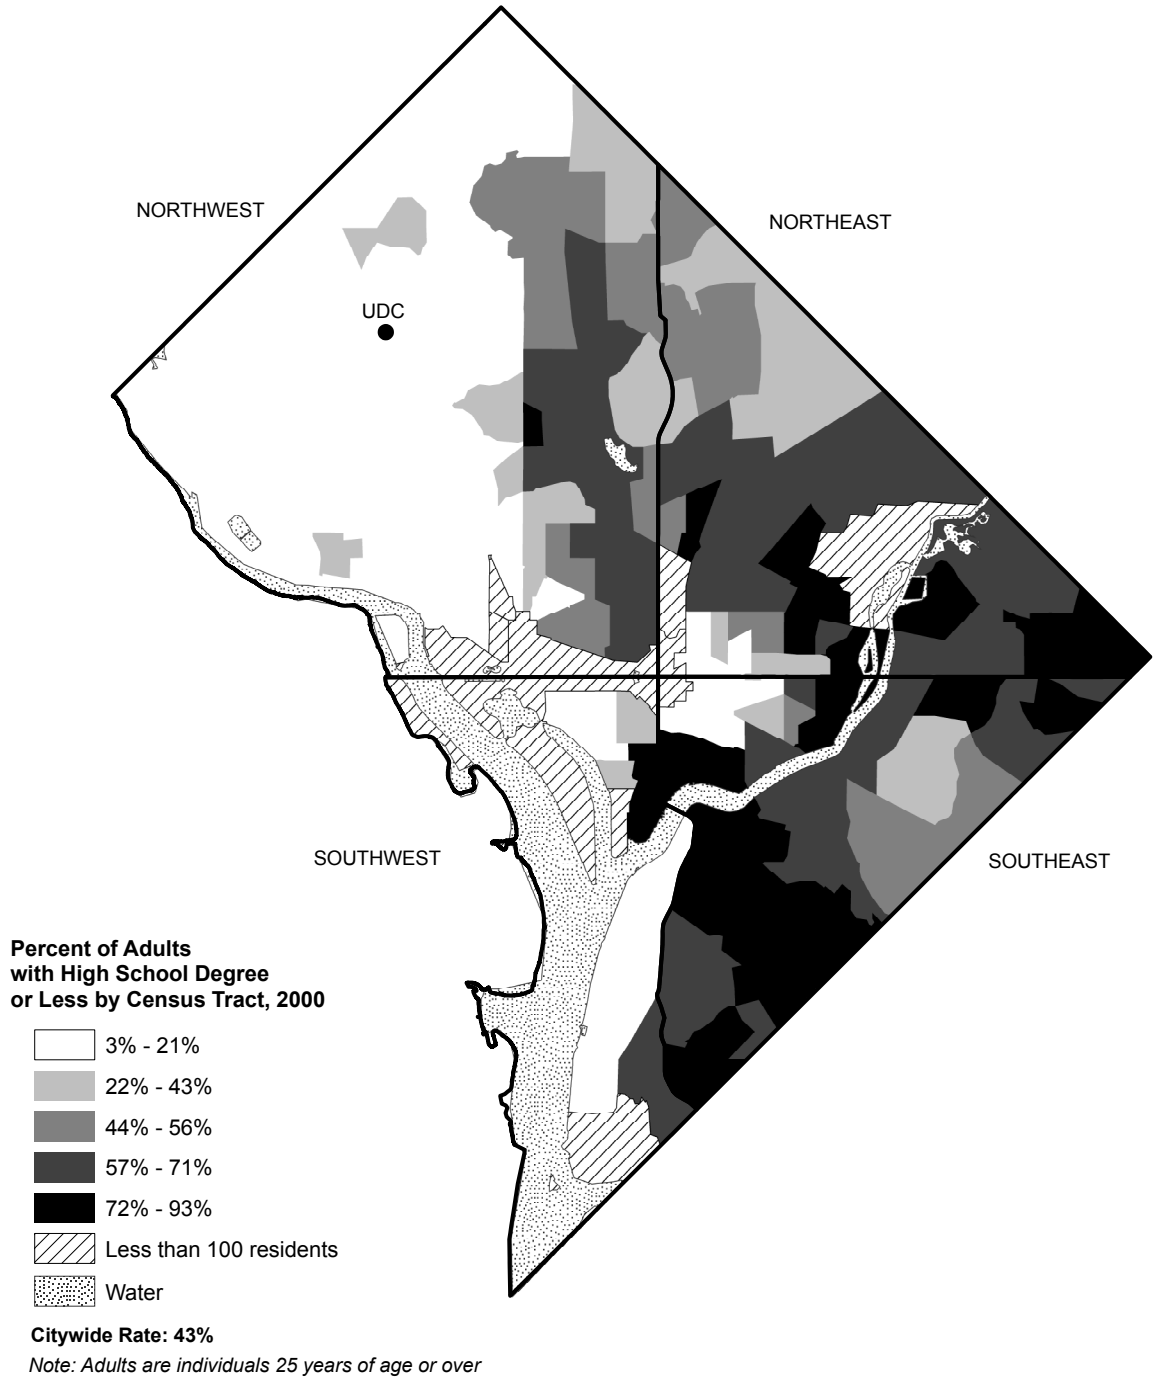 NORTHWEST
NORTHEAST
UDC
SOUTHWEST
SOUTHEAST
Percent of Adults
with High School Degree
or Less by Census Tract, 2000
3% - 21%
22% - 43%
44% - 56%
57% - 71%
72% - 93%
Less than 100 residents
Water
Citywide Rate: 43%
Note: Adults are individuals 25 years of age or over